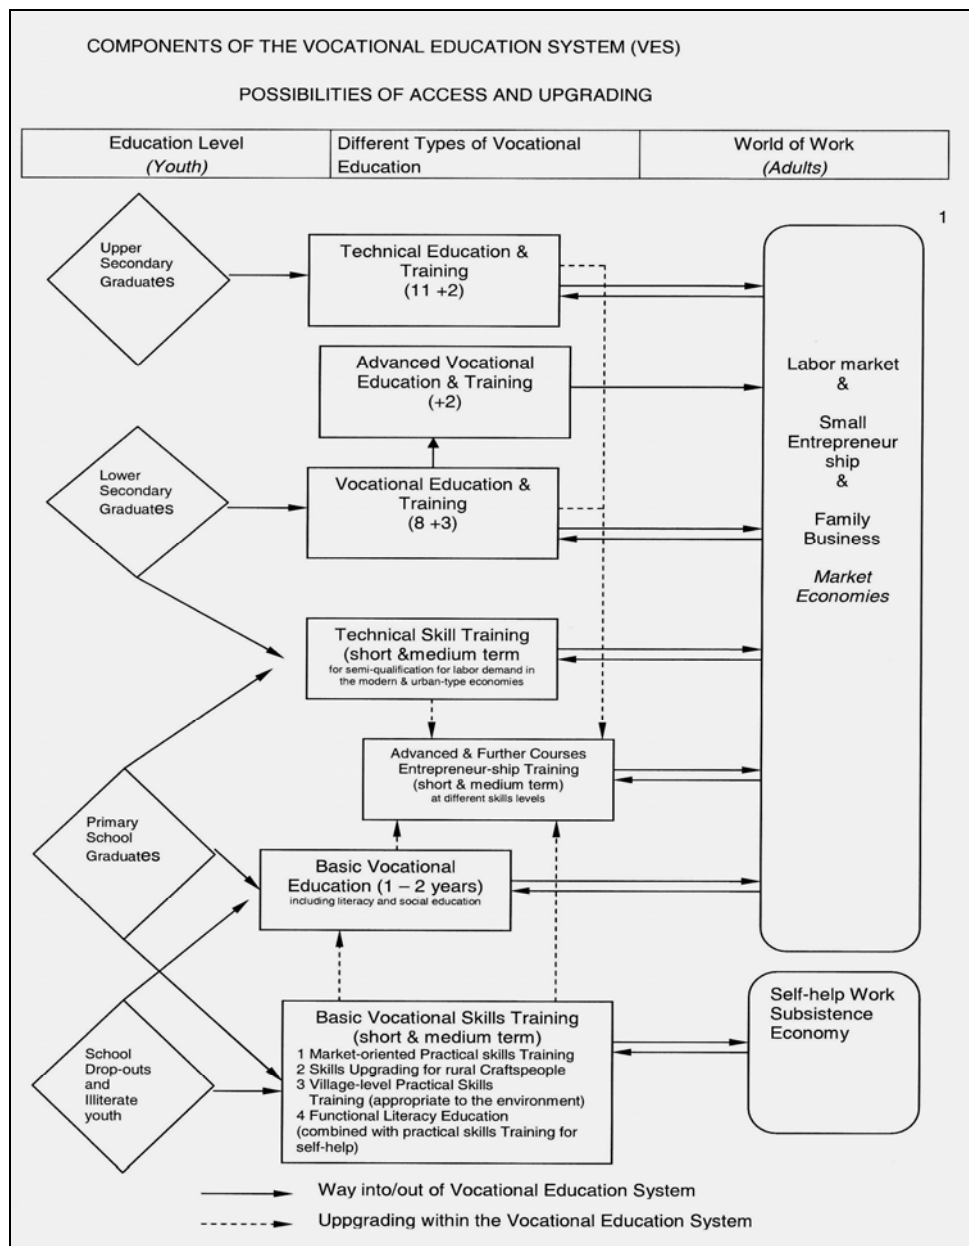 COMPONENTS OF THE VOCATIONAL EDUCATION SYSTEM (VES)
POSSIBILITIES OF ACCESS AND UPGRADING
Education Level
(Youth)
Different Types of Vocational
Education
World of Work
(Adults)
1
Upper
Secondary
Graduates
Technical Education &
Training
(11 +2)
Advanced Vocational
Education & Training
(+2)
Lower
Secondary
Graduates
Vocational Education &
Training
(8 +3)
Technical Skill Training
(short &medium term
for semi-qualification for labor demand in
the modern & urban-type economies
Advanced & Further Courses
Entrepreneur-ship Training
(short & medium term)
at different skills levels
Primary
School
Graduates
Basic Vocational
Education (1 – 2 years)
including literacy and social education
School
Drop-outs
and
Illiterate
youth
Basic Vocational Skills Training
(short & medium term)
1 Market-oriented Practical skills Training
2 Skills Upgrading for rural Craftspeople
3 Village-level Practical Skills
Training (appropriate to the environment)
4 Functional Literacy Education
(combined with practical skills Training for
self-help)
Labor market
&
Small
Entrepreneur
ship
&
Family
Business
Market
Economies
Self-help Work
Subsistence
Economy
Way into/out of Vocational Education System
Uppgrading within the Vocational Education System